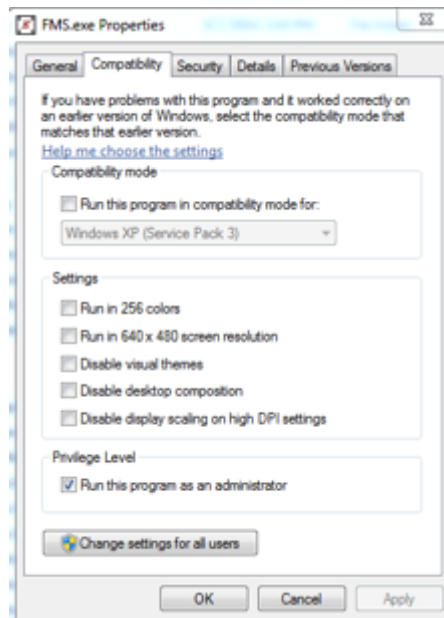 FMS.exe Properties
General Compatibility Security Details Previous Versions
If you have problems with this program and it worked correctly on
an earlier version of Windows, select the compatibility mode that
matches that earlier version.
Help me choose the settings
Compatibility mode
Run this program in compatibility mode for:
Windows XP (Service Pack 3)
Settings
Run in 256 colors
Run in 640 x 480 screen resolution
Disable visual themes
Disable desktop composition
Disable display scaling on high DPI settings
Privilege Level
Run this program as an administrator
Change settings for all users
OK Cancel Apply